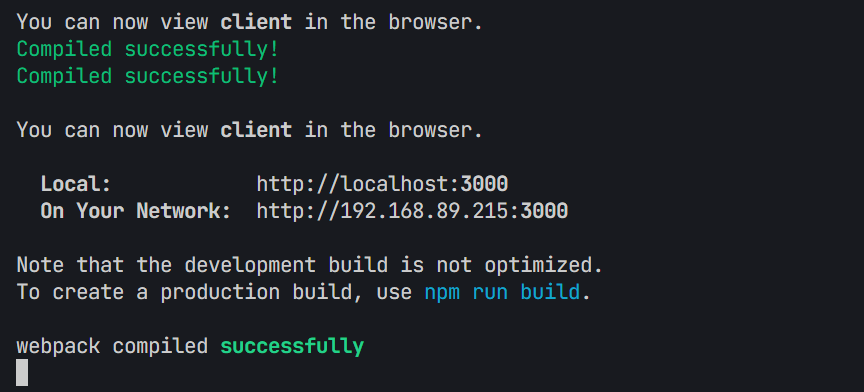 You can now view client in the browser.
Compiled successfully!
Compiled successfully!
You can now view client in the browser.
Local: http://localhost:3000
On Your Network: http://192.168.89.215:3000
Note that the development build is not optimized.
To create a production build, use npm run build.
webpack compiled successfully